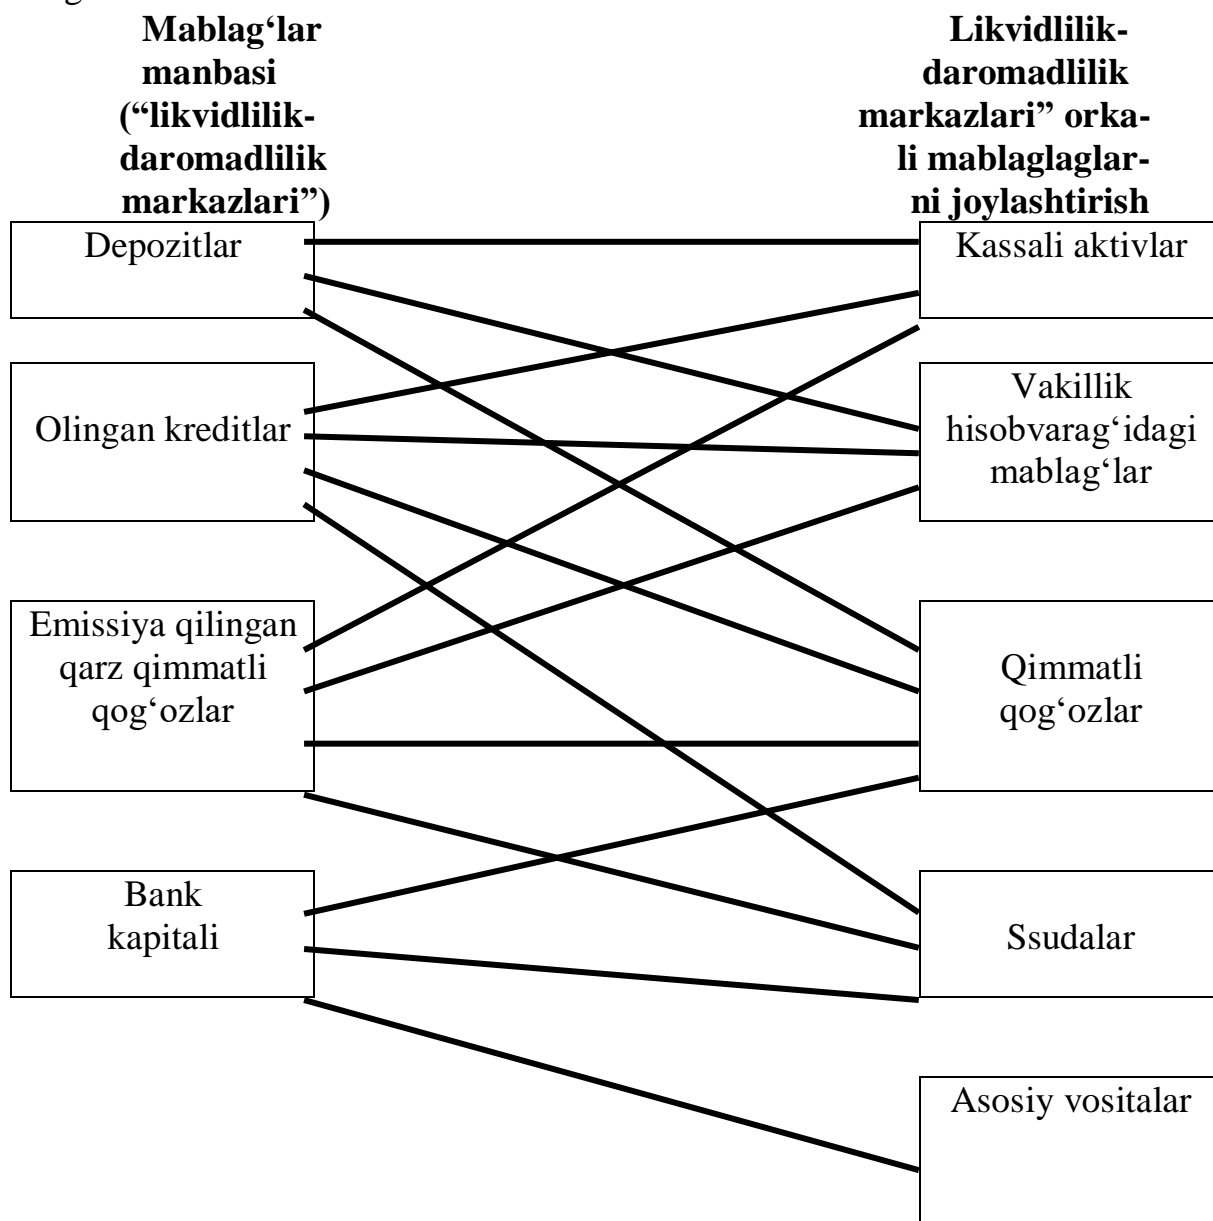 Mablag‘lar
manbasi
(“likvidlilik-
daromadlilik
markazlari”)
Likvidlilik-
daromadlilik
markazlari” orka-
li mablaglaglar-
ni joylashtirish
Depozitlar
Kassali aktivlar
Olingan kreditlar
Vakillik
hisobvarag‘idagi
mablag‘lar
Emissiya qilingan
qarz qimmatli
qog‘ozlar
Qimmatli
qog‘ozlar
Bank
kapitali
Ssudalar
Asosiy vositalar